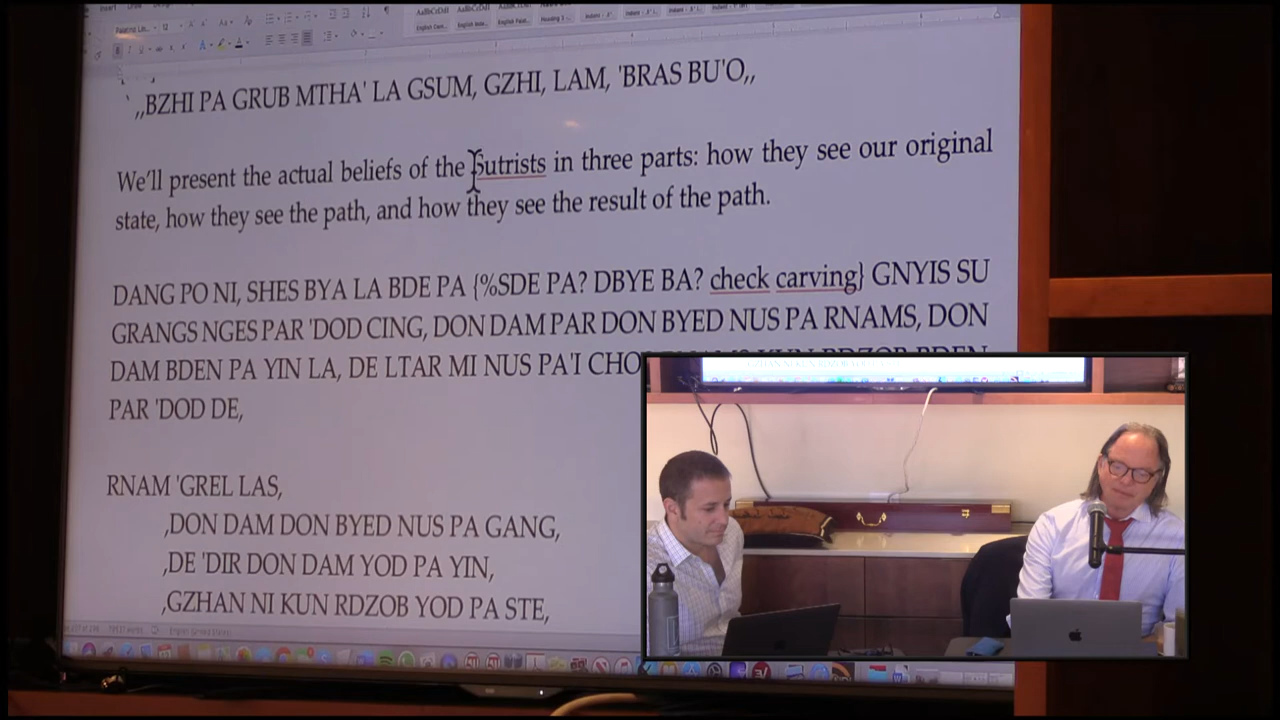 ,,BZHI PA GRUB MTHA' LA GSUM, GZHI, LAM, 'BRAS BU'O,,
We'll present the actual beliefs of the Sutrists in three parts: how they see our original
state, how they see the path, and how they see the result of the path.
DANG PO NI, SHES BYA LA BDE PA {%SDE PA? DBYE BA? check carving} GNYIS SU
GRANGS NGES PAR 'DOD CING, DON DAM PAR DON BYED NUS PA RNAMS, DON
DAM BDEN PA YIN LA, DE LTAR MI NUS PA'I
PAR 'DOD DE,
RNAM 'GREL LAS,
,DON DAM DON BYED NUS PA GANG,
,DE 'DIR DON DAM YOD PA YIN,
,GZHAN NI KUN RDZOB YOD PA STE,